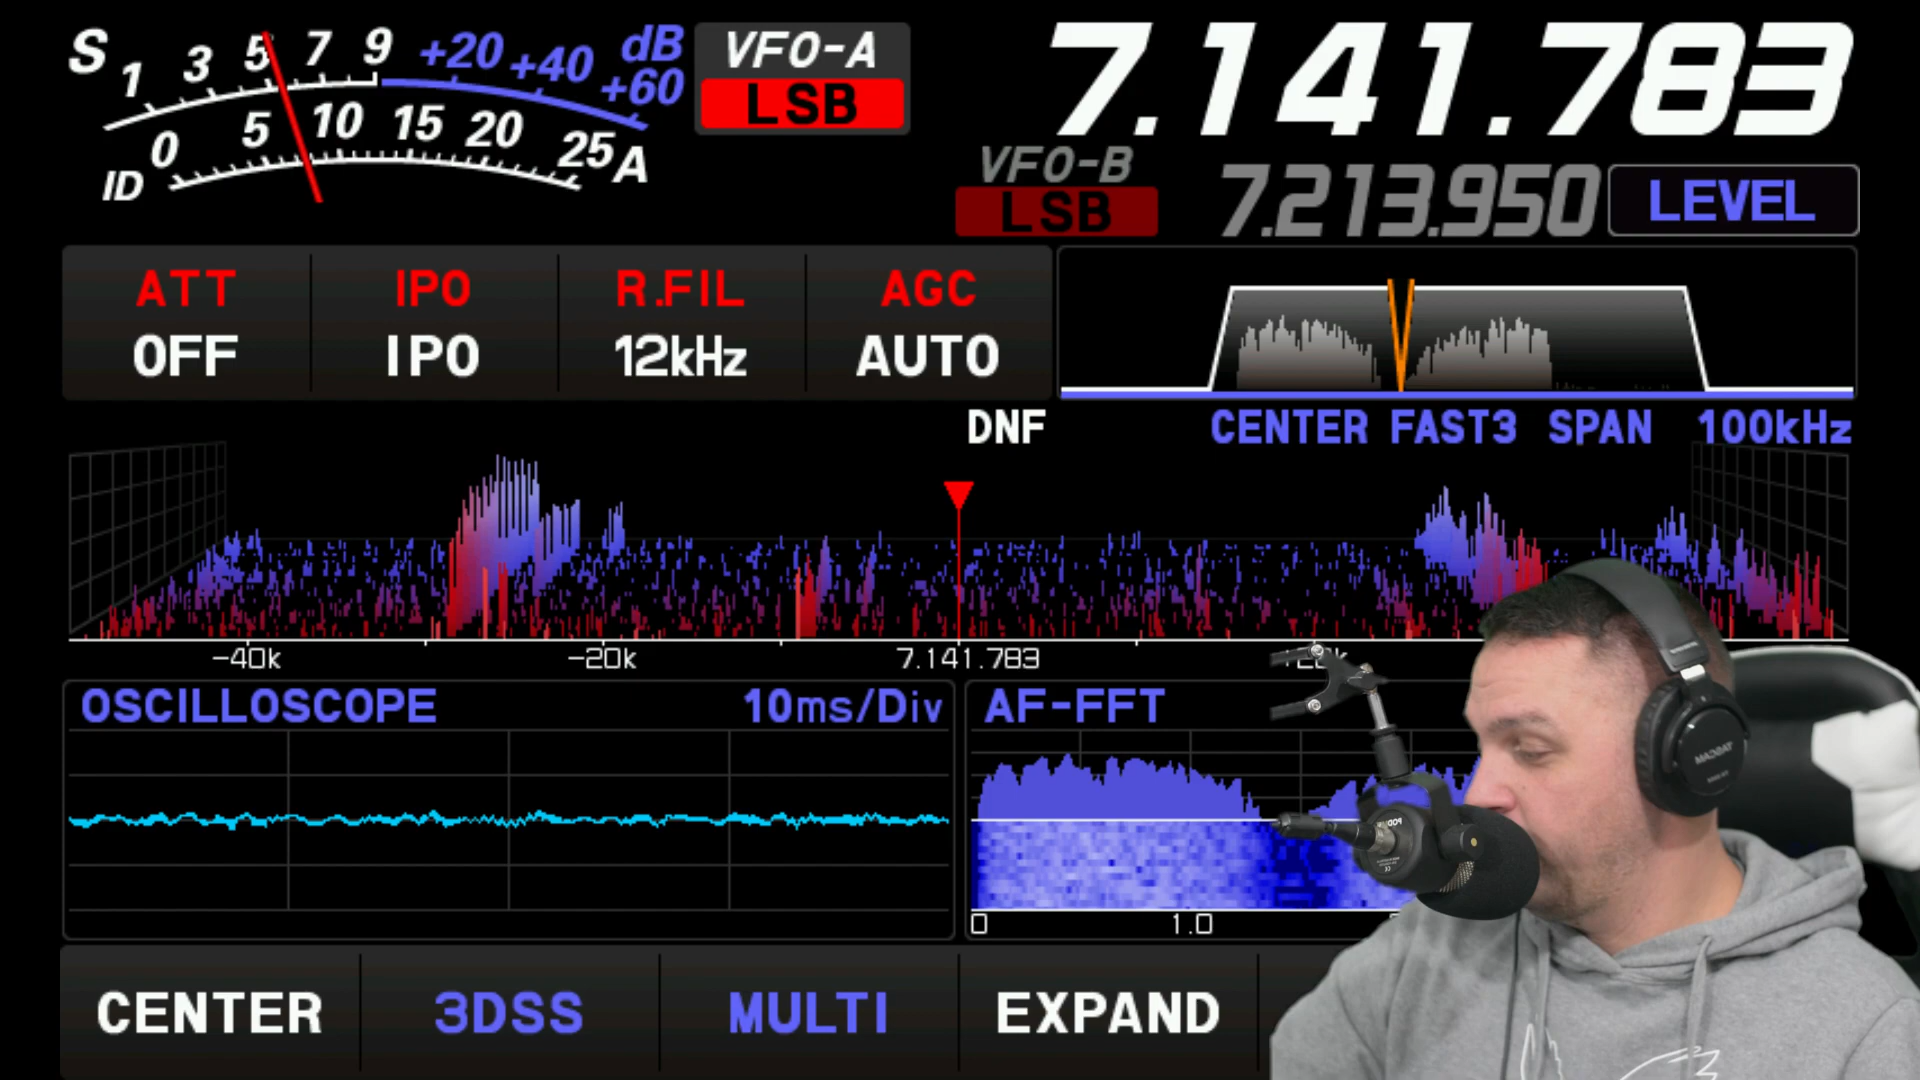 S 1 3 5 7 9 +20 +40 +60 dB
ID 0 5 10 15 20 25 A
VFO-A
LSB
7.141.783
VFO-B
LSB
7.213.950
LEVEL
ATT IPO R.FIL AGC
OFF IPO 12kHz AUTO
DNF CENTER FAST3 SPAN 100kHz
-40k -20k 7.141.783
OSCILLOSCOPE 10ms/Div
AF-FFT
TASCAM
0 1.0
CENTER 3DSS MULTI EXPAND